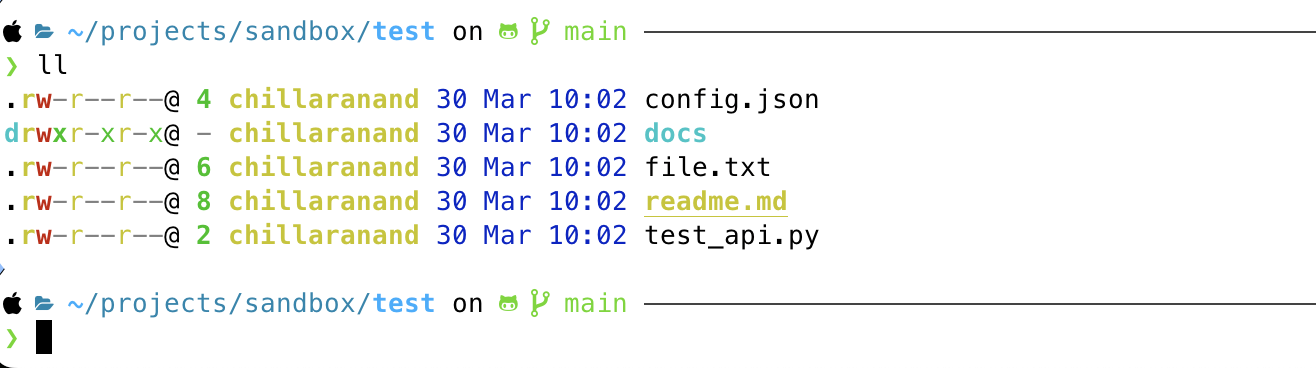 ~/projects/sandbox/test on main
❯ ll
.rw-r--r--@ 4 chillaranand 30 Mar 10:02 config.json
drwxr-xr-x@ - chillaranand 30 Mar 10:02 docs
.rw-r--r--@ 6 chillaranand 30 Mar 10:02 file.txt
.rw-r--r--@ 8 chillaranand 30 Mar 10:02 readme.md
.rw-r--r--@ 2 chillaranand 30 Mar 10:02 test_api.py
~/projects/sandbox/test on main
❯